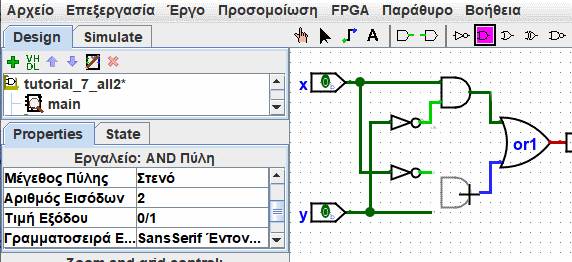 Αρχείο Επεξεργασία Έργο Προσομοίωση FPGA Παράθυρο Βοήθεια
Design Simulate
A
VH
DL
tutorial_7_all2*
main
Properties State
Εργαλείο: AND Πύλη
Μέγεθος Πύλης Στενό
Αριθμός Εισόδων 2
Τιμή Εξόδου 0/1
Γραμματοσειρά Ε... SansSerif Έντον...
x 0
or1
y 0